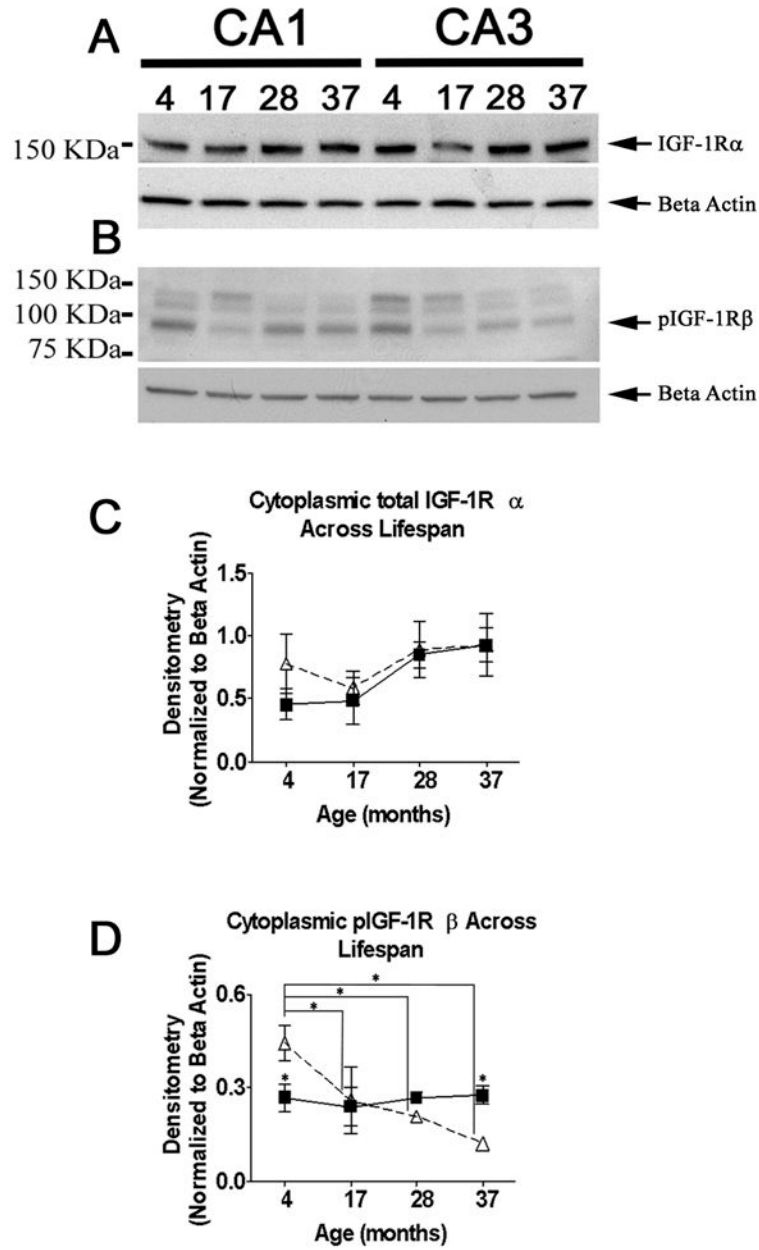 A CA1 CA3
4 17 28 37 4 17 28 37
150 KDa IGF-1Rα
Beta Actin
B
150 KDa
100 KDa pIGF-1Rβ
75 KDa
Beta Actin
C
Cytoplasmic total IGF-1R α
Across Lifespan
Densitometry
(Normalized to Beta Actin)
1.5
1.0
0.5
0.0
4 17 28 37
Age (months)
D
Cytoplasmic pIGF-1R β Across
Lifespan
Densitometry
(Normalized to Beta Actin)
0.6
0.3
0.0
*
*
*
* *
4 17 28 37
Age (months)